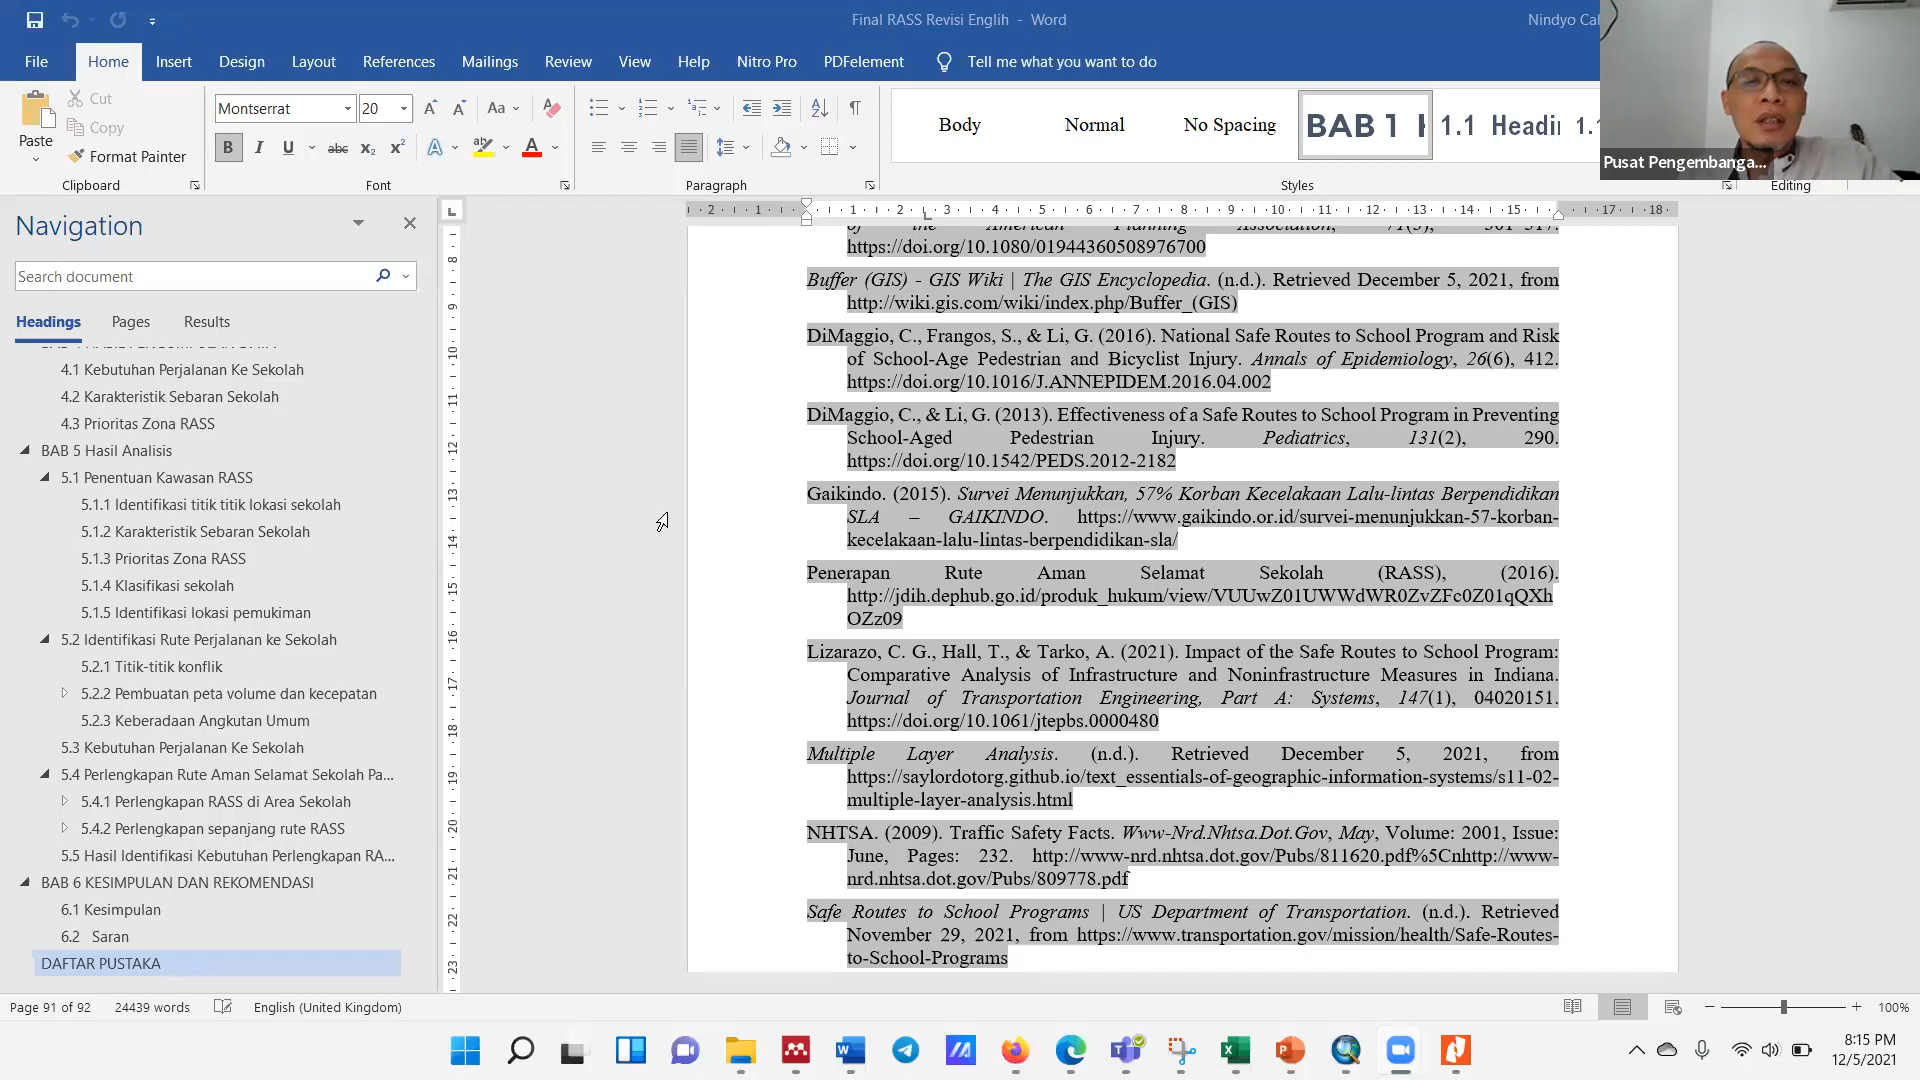 Final RASS Revisi Englih - Word
Nindyo Cah
File
Home
Insert
Design
Layout
References
Mailings
Review
View
Help
Nitro Pro
PDFelement
Tell me what you want to do
Paste
Cut
Copy
Format Painter
Clipboard
Montserrat
20
Font
Paragraph
Body
Normal
No Spacing
BAB 1
1.1 Headin
1.1
Styles
Editing
Pusat Pengembanga...
Navigation
Search document
Headings
Pages
Results
4.1 Kebutuhan Perjalanan Ke Sekolah
4.2 Karakteristik Sebaran Sekolah
4.3 Prioritas Zona RASS
BAB 5 Hasil Analisis
5.1 Penentuan Kawasan RASS
5.1.1 Identifikasi titik titik lokasi sekolah
5.1.2 Karakteristik Sebaran Sekolah
5.1.3 Prioritas Zona RASS
5.1.4 Klasifikasi sekolah
5.1.5 Identifikasi lokasi pemukiman
5.2 Identifikasi Rute Perjalanan ke Sekolah
5.2.1 Titik-titik konflik
5.2.2 Pembuatan peta volume dan kecepatan
5.2.3 Keberadaan Angkutan Umum
5.3 Kebutuhan Perjalanan Ke Sekolah
5.4 Perlengkapan Rute Aman Selamat Sekolah Pa...
5.4.1 Perlengkapan RASS di Area Sekolah
5.4.2 Perlengkapan sepanjang rute RASS
5.5 Hasil Identifikasi Kebutuhan Perlengkapan RA...
BAB 6 KESIMPULAN DAN REKOMENDASI
6.1 Kesimpulan
6.2 Saran
DAFTAR PUSTAKA
of the American Planning Association, 71(3), 301–317.
https://doi.org/10.1080/01944360508976700
Buffer (GIS) - GIS Wiki | The GIS Encyclopedia. (n.d.). Retrieved December 5, 2021, from
http://wiki.gis.com/wiki/index.php/Buffer_(GIS)
DiMaggio, C., Frangos, S., & Li, G. (2016). National Safe Routes to School Program and Risk
of School-Age Pedestrian and Bicyclist Injury. Annals of Epidemiology, 26(6), 412.
https://doi.org/10.1016/J.ANNEPIDEM.2016.04.002
DiMaggio, C., & Li, G. (2013). Effectiveness of a Safe Routes to School Program in Preventing
School-Aged Pedestrian Injury. Pediatrics, 131(2), 290.
https://doi.org/10.1542/PEDS.2012-2182
Gaikindo. (2015). Survei Menunjukkan, 57% Korban Kecelakaan Lalu-lintas Berpendidikan
SLA – GAIKINDO. https://www.gaikindo.or.id/survei-menunjukkan-57-korban-
kecelakaan-lalu-lintas-berpendidikan-sla/
Penerapan Rute Aman Selamat Sekolah (RASS), (2016).
http://jdih.dephub.go.id/produk_hukum/view/VUUwZ01UWWdWR0ZvZFc0Z01qQXh
OZz09
Lizarazo, C. G., Hall, T., & Tarko, A. (2021). Impact of the Safe Routes to School Program:
Comparative Analysis of Infrastructure and Noninfrastructure Measures in Indiana.
Journal of Transportation Engineering, Part A: Systems, 147(1), 04020151.
https://doi.org/10.1061/jtepbs.0000480
Multiple Layer Analysis. (n.d.). Retrieved December 5, 2021, from
https://saylordotorg.github.io/text_essentials-of-geographic-information-systems/s11-02-
multiple-layer-analysis.html
NHTSA. (2009). Traffic Safety Facts. Www-Nrd.Nhtsa.Dot.Gov, May, Volume: 2001, Issue:
June, Pages: 232. http://www-nrd.nhtsa.dot.gov/Pubs/811620.pdf%5Cnhttp://www-
nrd.nhtsa.dot.gov/Pubs/809778.pdf
Safe Routes to School Programs | US Department of Transportation. (n.d.). Retrieved
November 29, 2021, from https://www.transportation.gov/mission/health/Safe-Routes-
to-School-Programs
Page 91 of 92
24439 words
English (United Kingdom)
100%
8:15 PM
12/5/2021